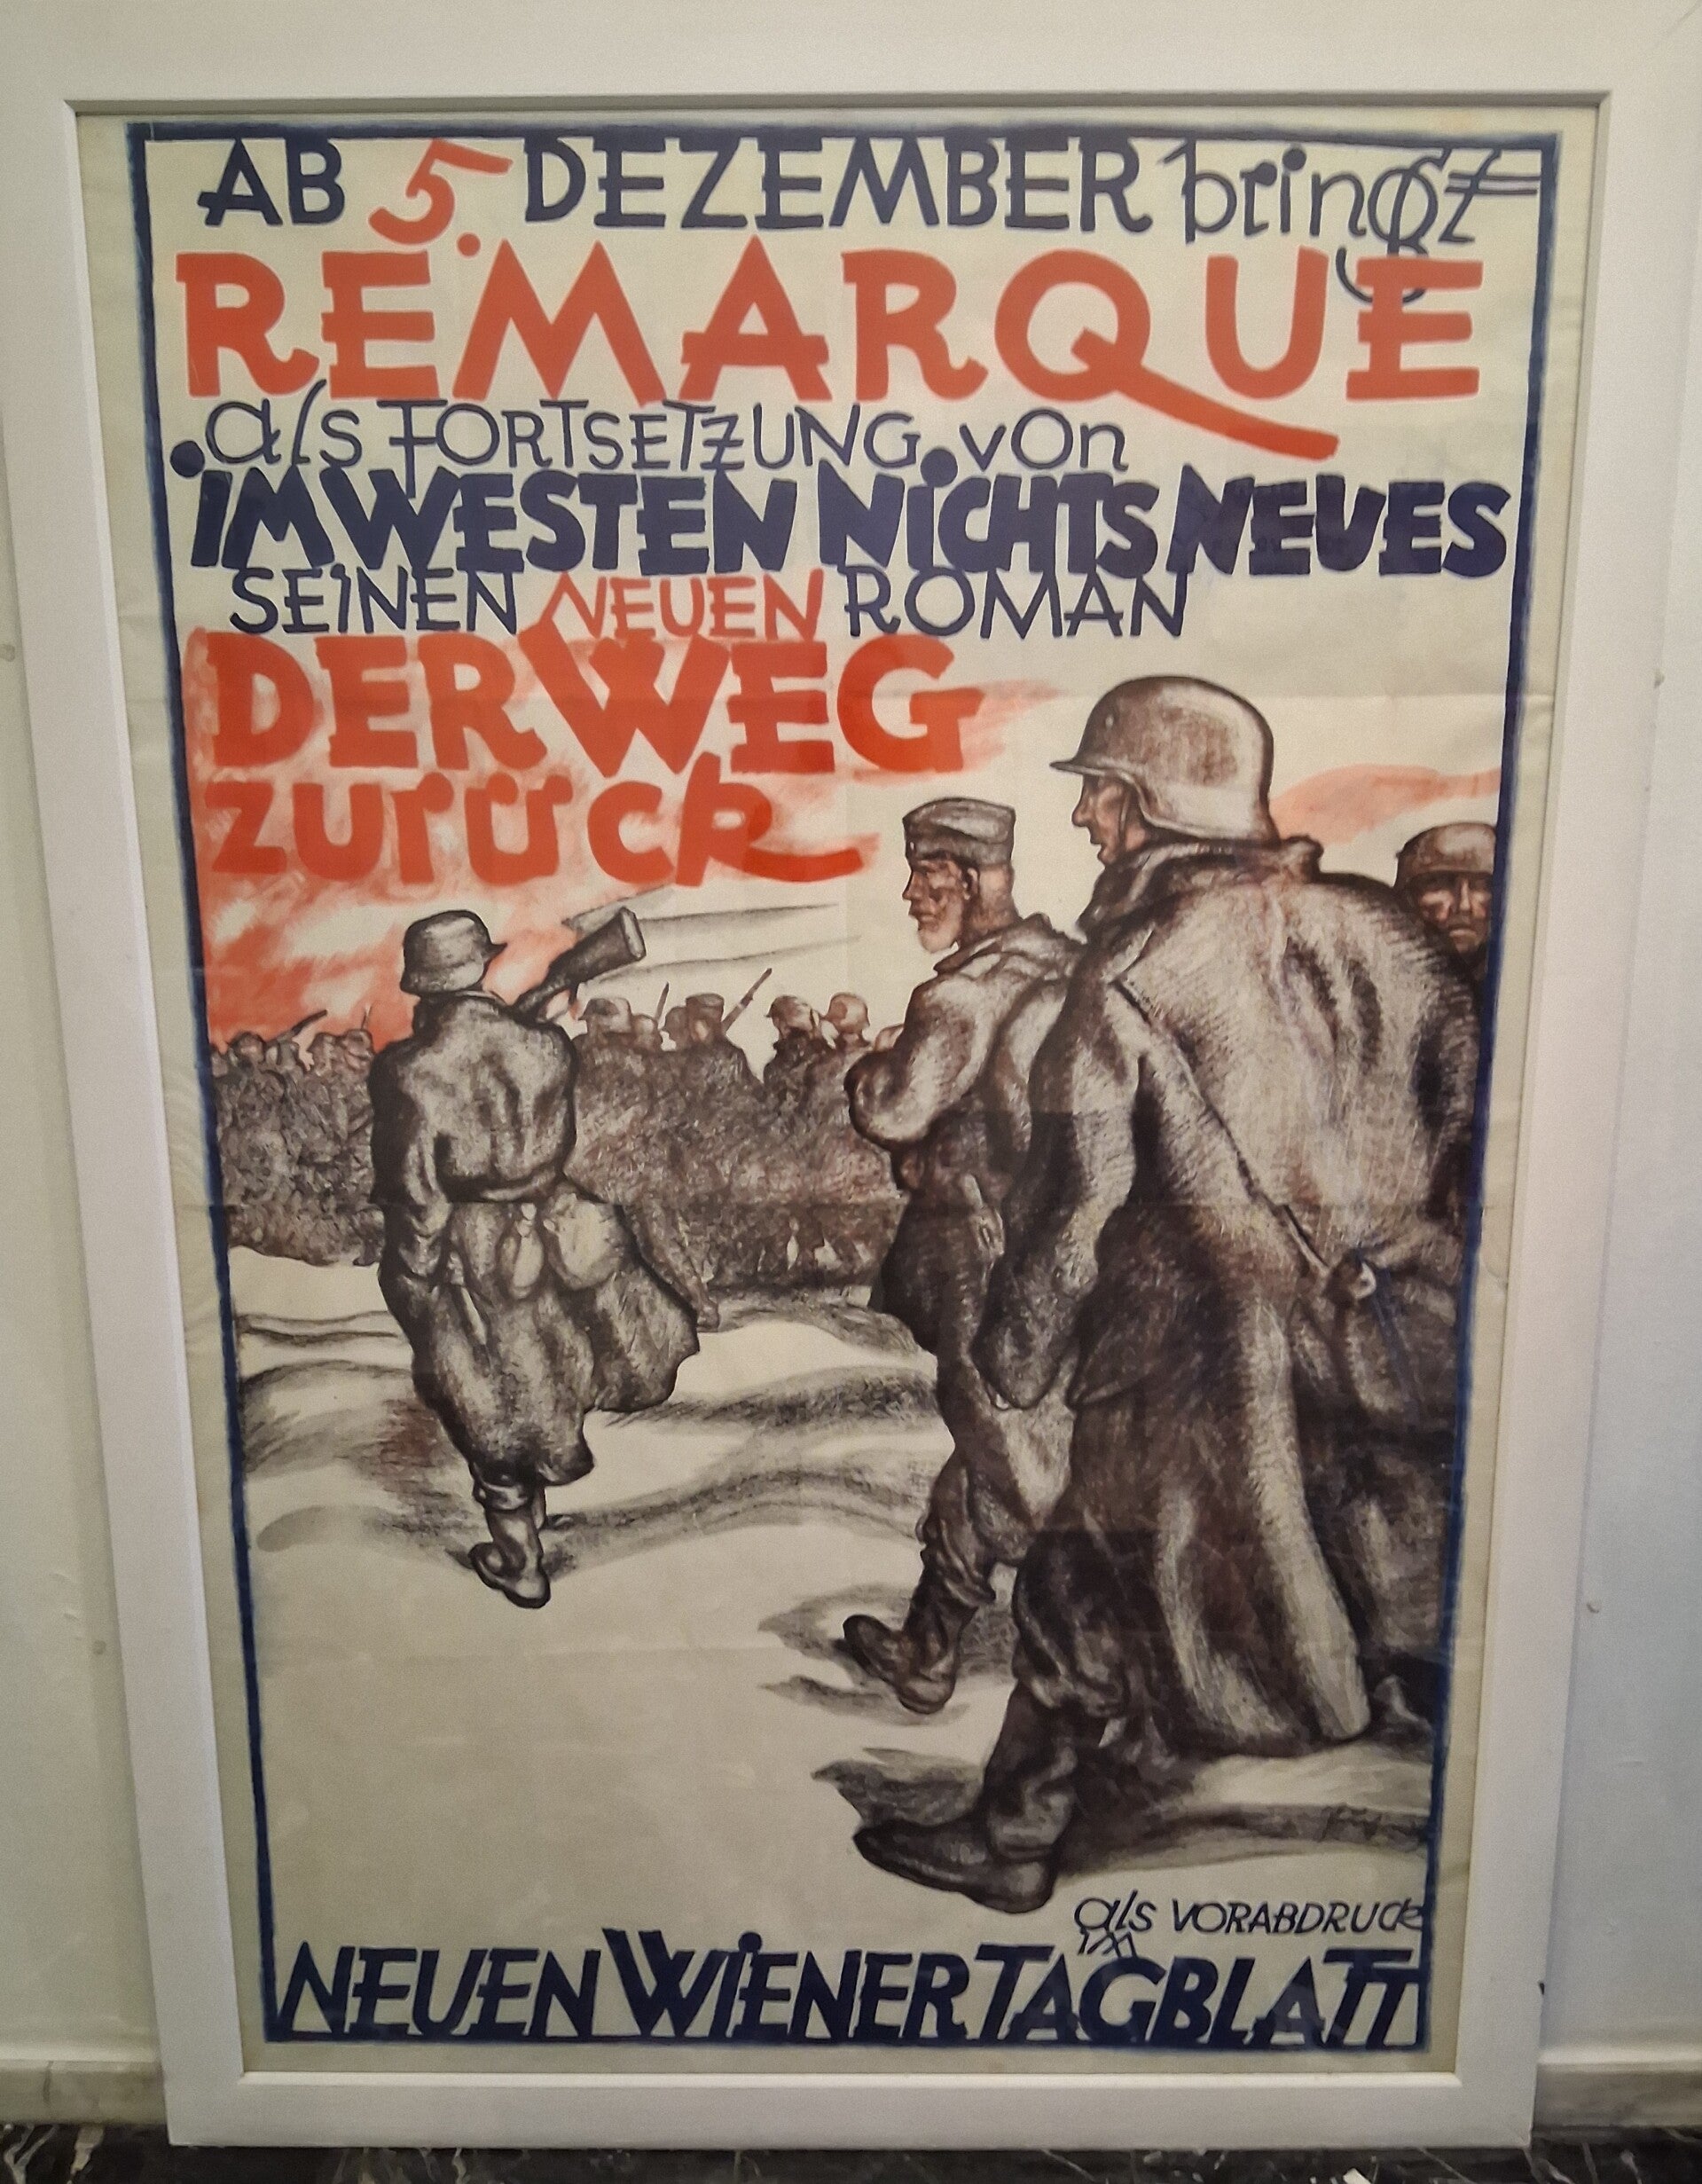 AB 5. DEZEMBER bringt
REMARQUE
als FORTSETZUNG von
IM WESTEN NICHTS NEUES
SEINEN NEUEN ROMAN
DER WEG
zurück
als VORABDRUCK
im
NEUEN WIENER TAGBLATT